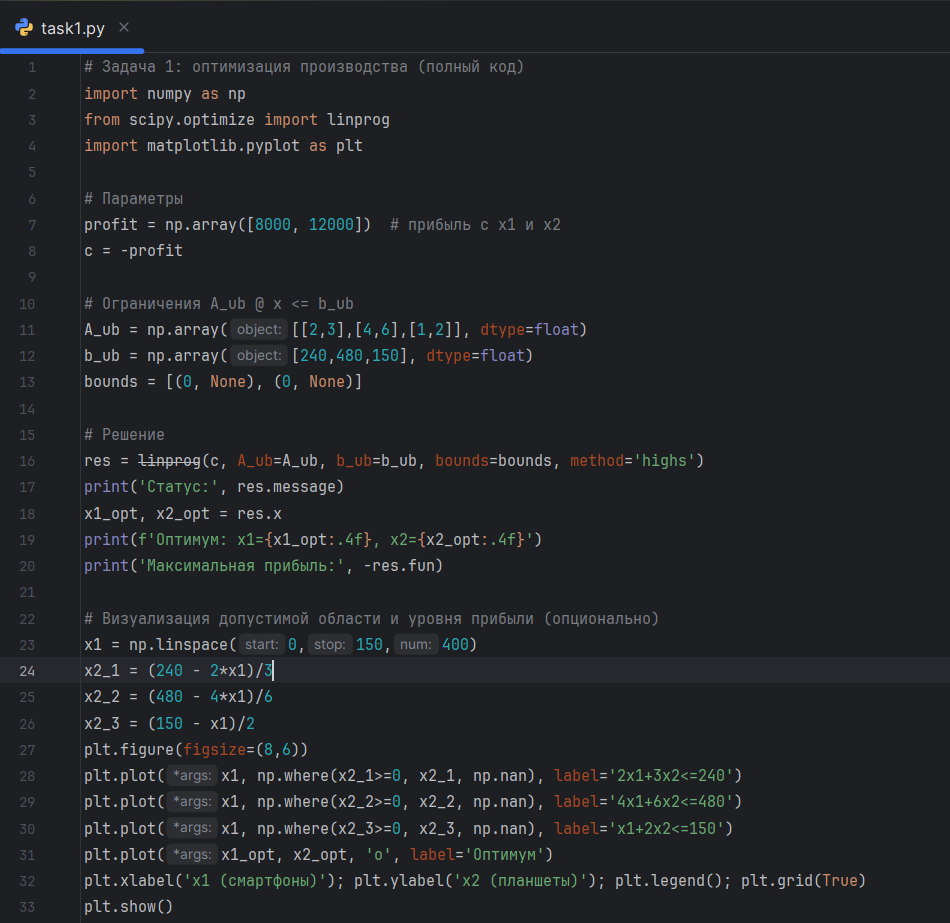 task1.py
1 # Задача 1: оптимизация производства (полный код)
2 import numpy as np
3 from scipy.optimize import linprog
4 import matplotlib.pyplot as plt
5
6 # Параметры
7 profit = np.array([8000, 12000])  # прибыль с x1 и x2
8 c = -profit
9
10 # Ограничения A_ub @ x <= b_ub
11 A_ub = np.array( object: [[2,3],[4,6],[1,2]], dtype=float)
12 b_ub = np.array( object: [240,480,150], dtype=float)
13 bounds = [(0, None), (0, None)]
14
15 # Решение
16 res = linprog(c, A_ub=A_ub, b_ub=b_ub, bounds=bounds, method='highs')
17 print('Статус:', res.message)
18 x1_opt, x2_opt = res.x
19 print(f'Оптимум: x1={x1_opt:.4f}, x2={x2_opt:.4f}')
20 print('Максимальная прибыль:', -res.fun)
21
22 # Визуализация допустимой области и уровня прибыли (опционально)
23 x1 = np.linspace( start: 0, stop: 150, num: 400)
24 x2_1 = (240 - 2*x1)/3
25 x2_2 = (480 - 4*x1)/6
26 x2_3 = (150 - x1)/2
27 plt.figure(figsize=(8,6))
28 plt.plot( *args: x1, np.where(x2_1>=0, x2_1, np.nan), label='2x1+3x2<=240')
29 plt.plot( *args: x1, np.where(x2_2>=0, x2_2, np.nan), label='4x1+6x2<=480')
30 plt.plot( *args: x1, np.where(x2_3>=0, x2_3, np.nan), label='x1+2x2<=150')
31 plt.plot( *args: x1_opt, x2_opt, 'o', label='Оптимум')
32 plt.xlabel('x1 (смартфоны)'); plt.ylabel('x2 (планшеты)'); plt.legend(); plt.grid(True)
33 plt.show()